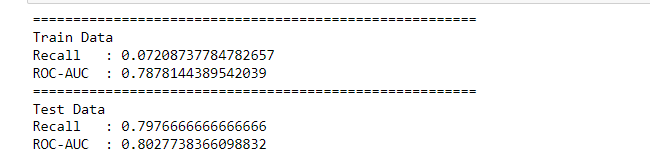 ======================================================
Train Data
Recall   : 0.07208737784782657
ROC-AUC  : 0.7878144389542039
======================================================
Test Data
Recall   : 0.7976666666666666
ROC-AUC  : 0.8027738366098832